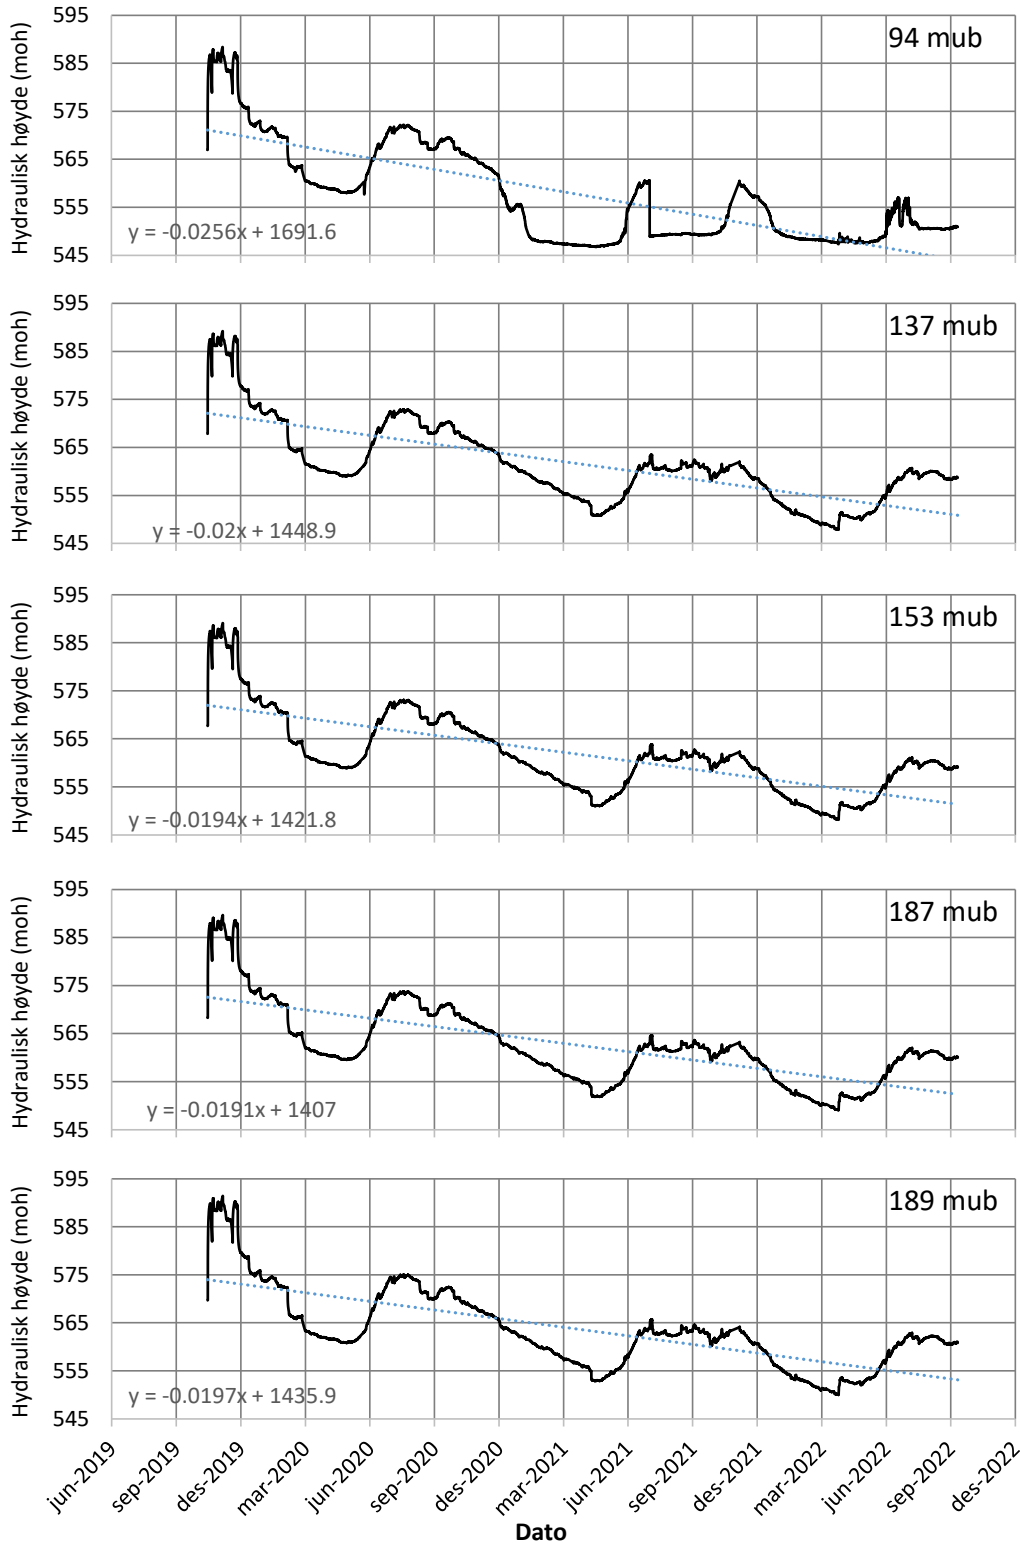 Hydraulisk høyde (moh)
595
585
575
565
555
545
94 mub
y = -0.0256x + 1691.6
Hydraulisk høyde (moh)
595
585
575
565
555
545
137 mub
y = -0.02x + 1448.9
Hydraulisk høyde (moh)
595
585
575
565
555
545
153 mub
y = -0.0194x + 1421.8
Hydraulisk høyde (moh)
595
585
575
565
555
545
187 mub
y = -0.0191x + 1407
Hydraulisk høyde (moh)
595
585
575
565
555
545
189 mub
y = -0.0197x + 1435.9
jun-2019
sep-2019
des-2019
mar-2020
jun-2020
sep-2020
des-2020
mar-2021
jun-2021
sep-2021
des-2021
mar-2022
jun-2022
sep-2022
des-2022
Dato